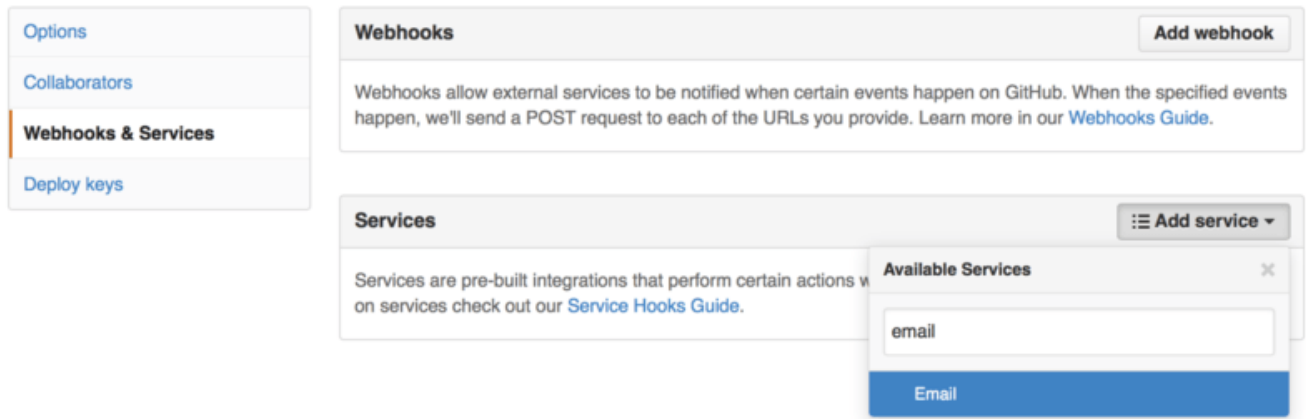 Options
Collaborators
Webhooks & Services
Deploy keys
Webhooks
Add webhook
Webhooks allow external services to be notified when certain events happen on GitHub. When the specified events
happen, we'll send a POST request to each of the URLs you provide. Learn more in our Webhooks Guide.
Services
Add service
Services are pre-built integrations that perform certain actions
on services check out our Service Hooks Guide.
Available Services
email
Email